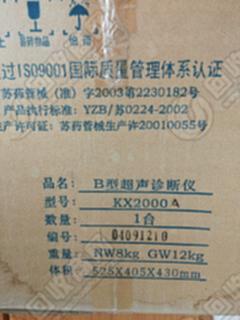 过ISO9001国际质量管理体系认证
苏药管械(准)字2003第2230182号
产品执行标准:YZB/苏0224-2002
产许可证:苏药管械生产许20010055号
品名:B型超声诊断仪
型号:KX2000A
数量:1台
编号:04091210
重量:NW8kg GW12kg
体积:525X405X430mm